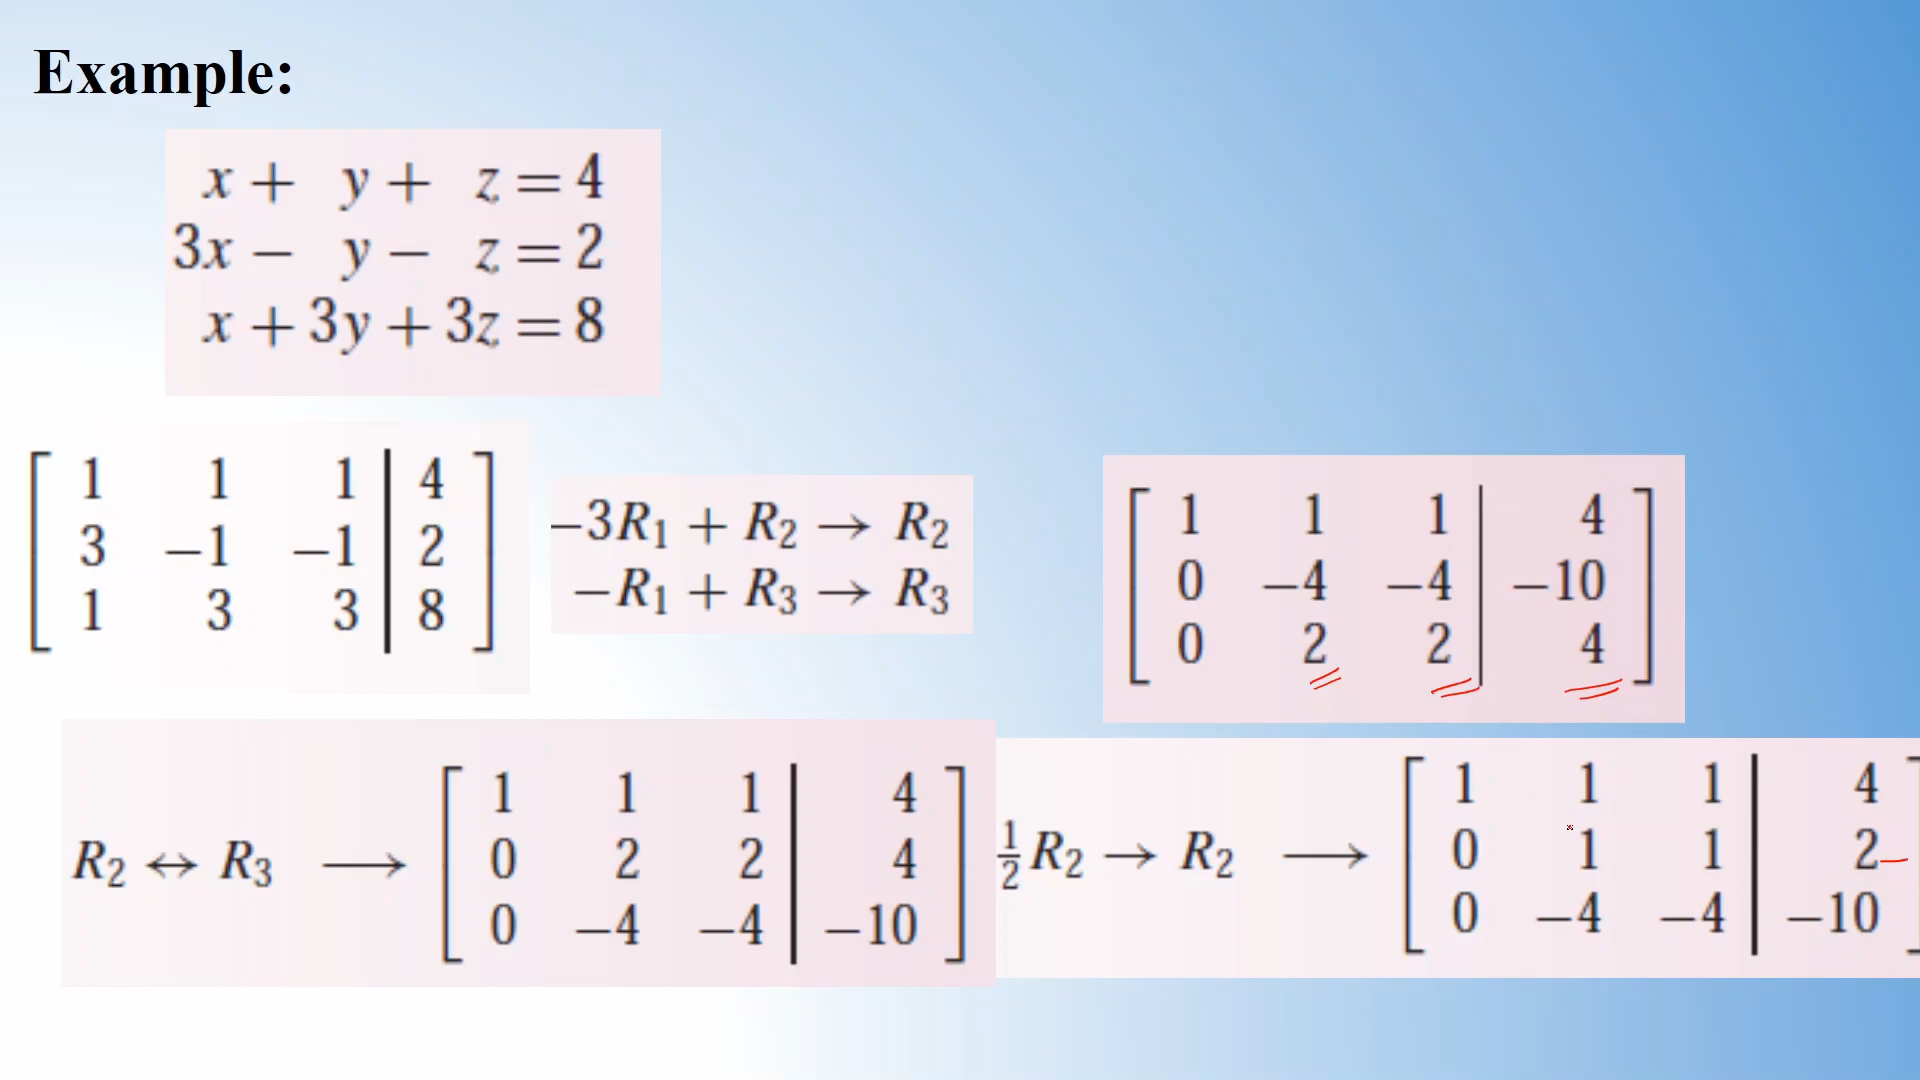 Example:
x + y + z = 4
3x − y − z = 2
x + 3y + 3z = 8
1 1 1 | 4
3 −1 −1 | 2
1 3 3 | 8
−3R₁ + R₂ → R₂
−R₁ + R₃ → R₃
1 1 1 | 4
0 −4 −4 | −10
0 2 2 | 4
R₂ ↔ R₃ ⟶
1 1 1 | 4
0 2 2 | 4
0 −4 −4 | −10
½R₂ → R₂ ⟶
1 1 1 | 4
0 1 1 | 2
0 −4 −4 | −10